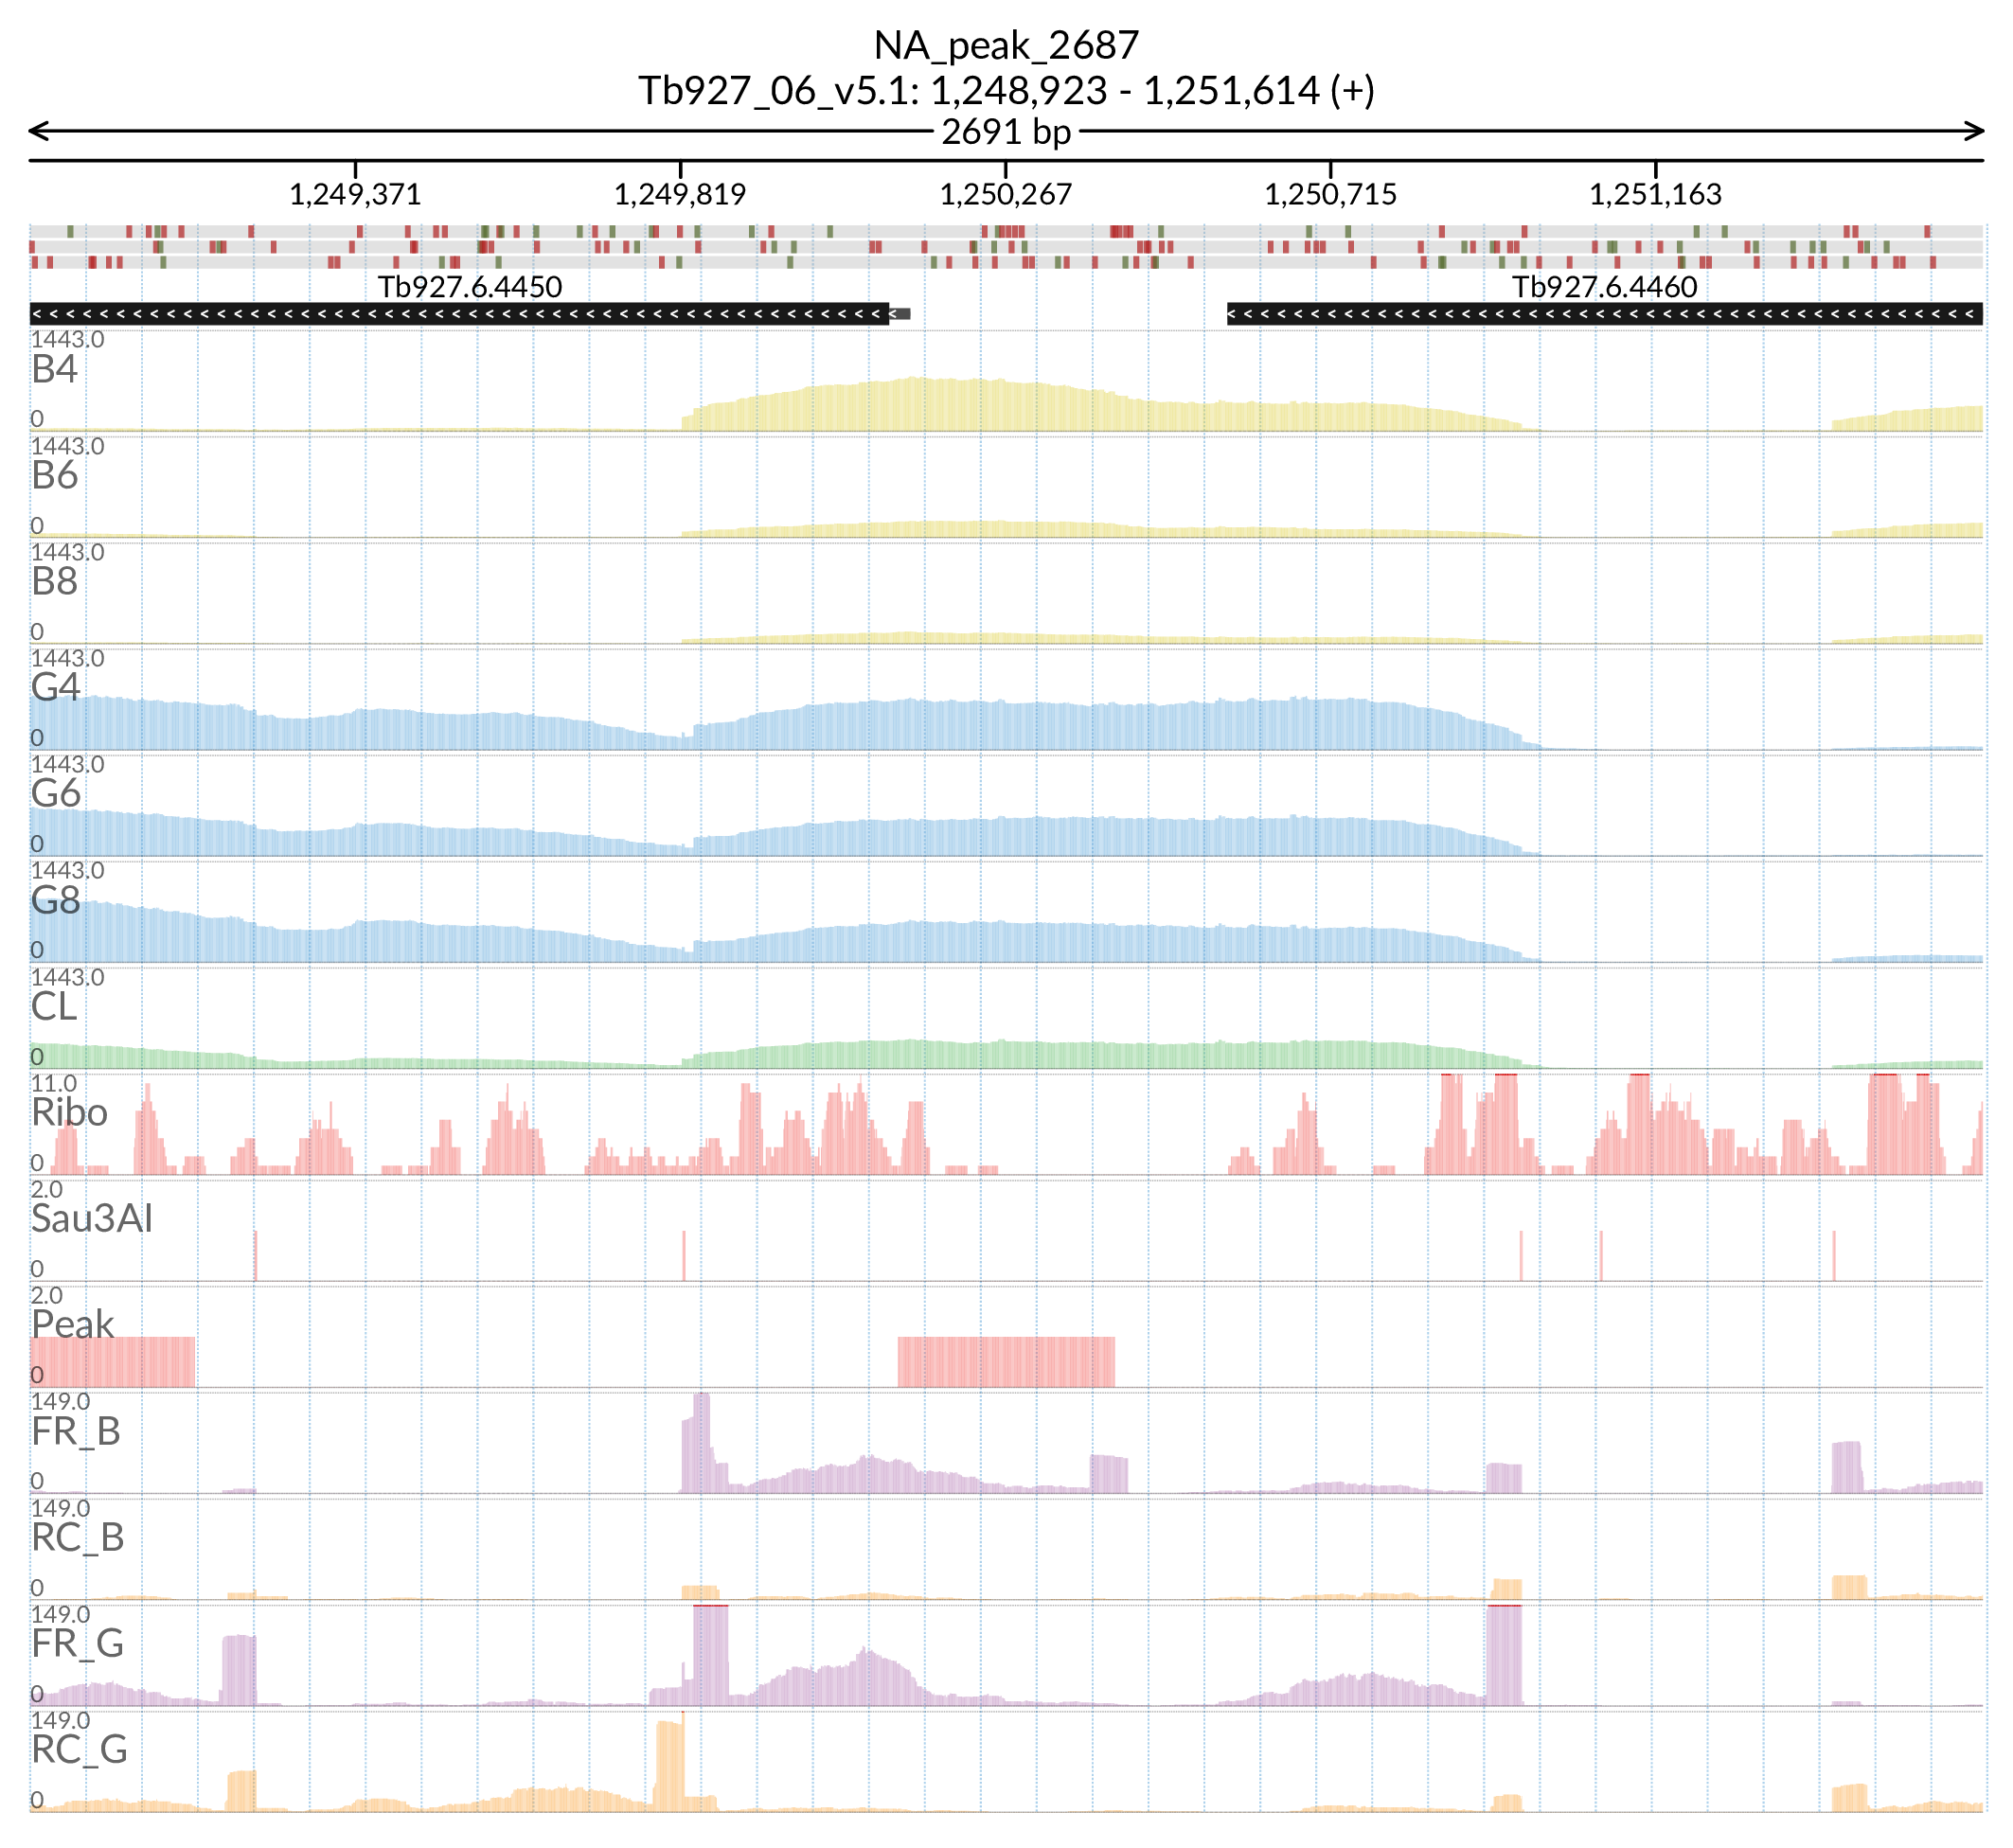 NA_peak_2687
Tb927_06_v5.1: 1,248,923 - 1,251,614 (+)
2691 bp
1,249,371 1,249,819 1,250,267 1,250,715 1,251,163
Tb927.6.4450 Tb927.6.4460
1443.0
B4
0
1443.0
B6
0
1443.0
B8
0
1443.0
G4
0
1443.0
G6
0
1443.0
G8
0
1443.0
CL
0
11.0
Ribo
0
2.0
Sau3AI
0
2.0
Peak
0
149.0
FR_B
0
149.0
RC_B
0
149.0
FR_G
0
149.0
RC_G
0